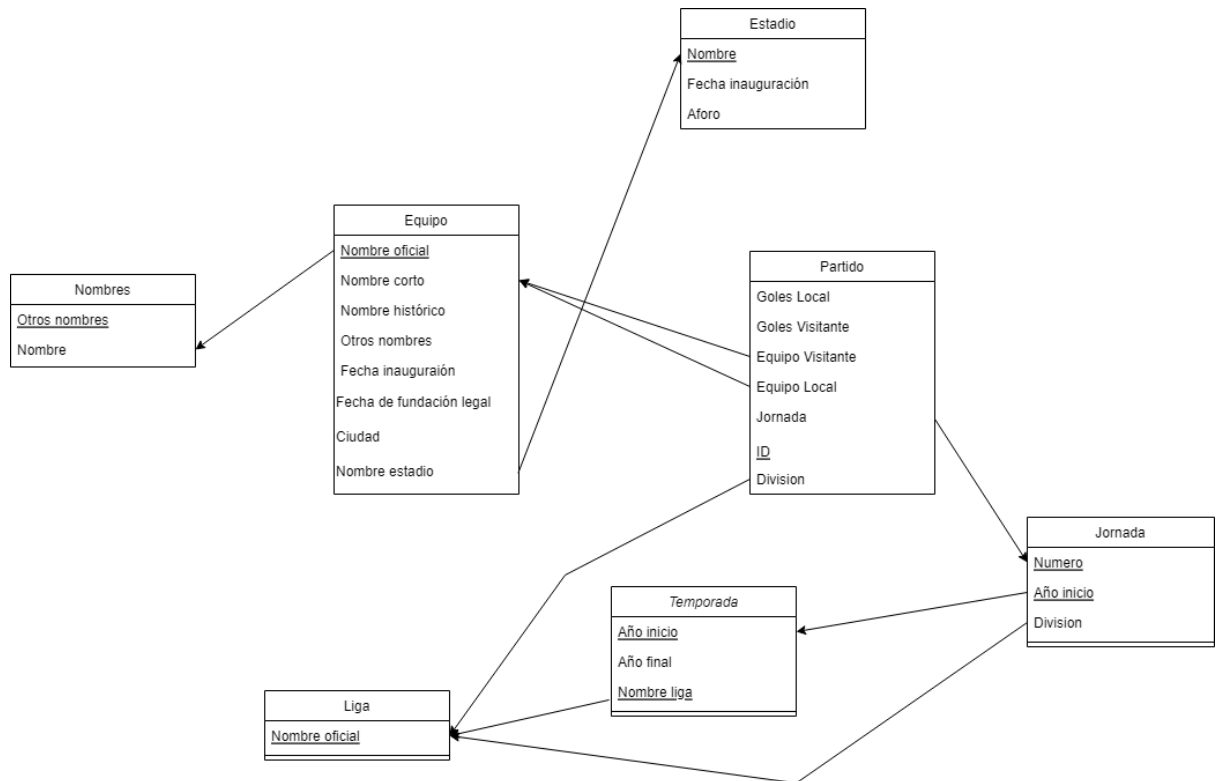 Estadio
Nombre
Fecha inauguración
Aforo
Equipo
Nombre oficial
Nombre corto
Nombre histórico
Otros nombres
Fecha inauguraión
Fecha de fundación legal
Ciudad
Nombre estadio
Nombres
Otros nombres
Nombre
Partido
Goles Local
Goles Visitante
Equipo Visitante
Equipo Local
Jornada
ID
Division
Jornada
Numero
Año inicio
Division
Temporada
Año inicio
Año final
Nombre liga
Liga
Nombre oficial